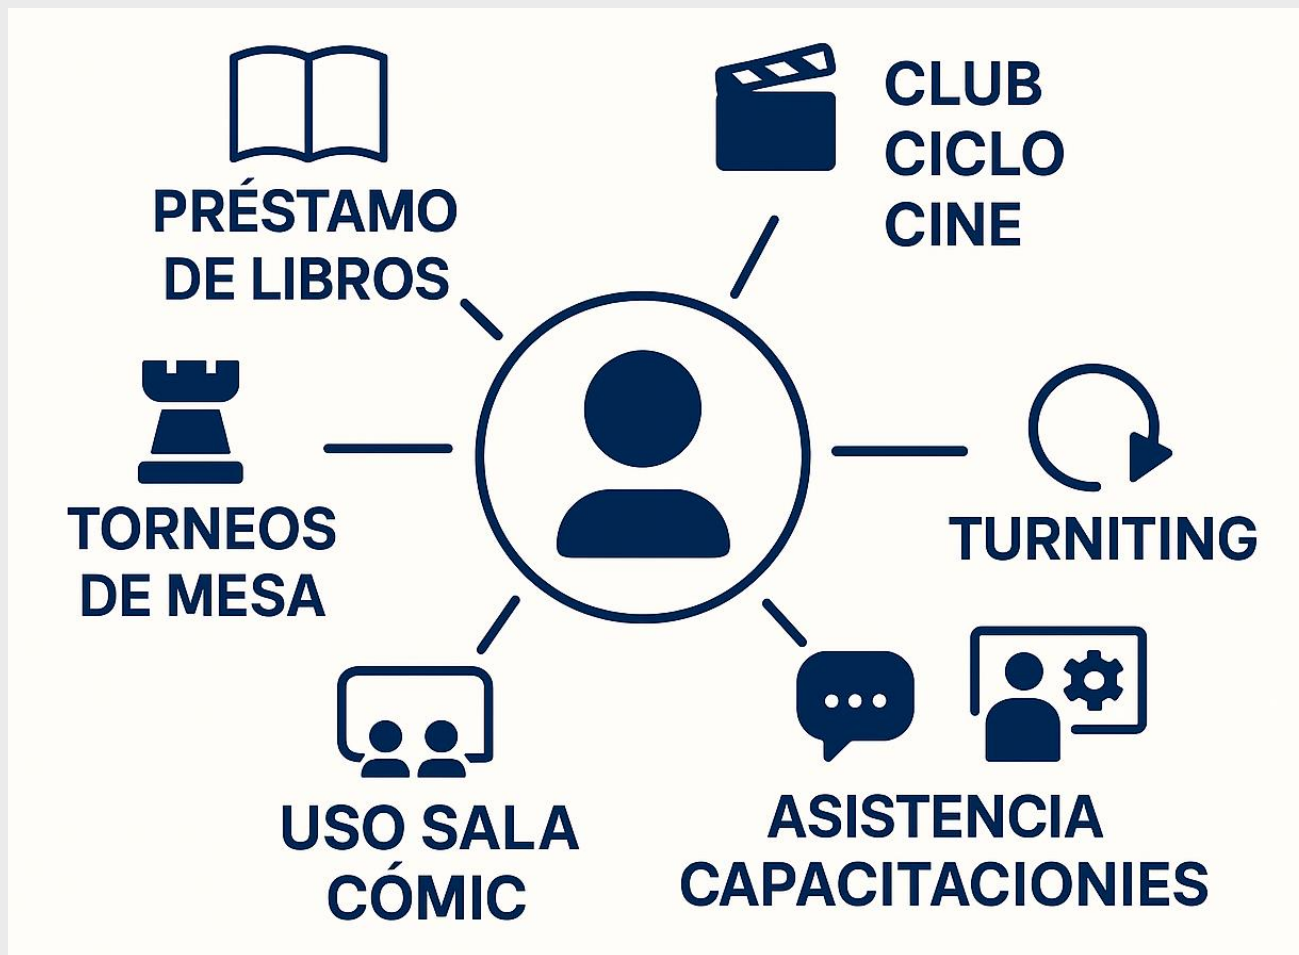 PRÉSTAMO
DE LIBROS
CLUB
CICLO
CINE
TORNEOS
DE MESA
TURNITING
USO SALA
CÓMIC
ASISTENCIA
CAPACITACIONIES